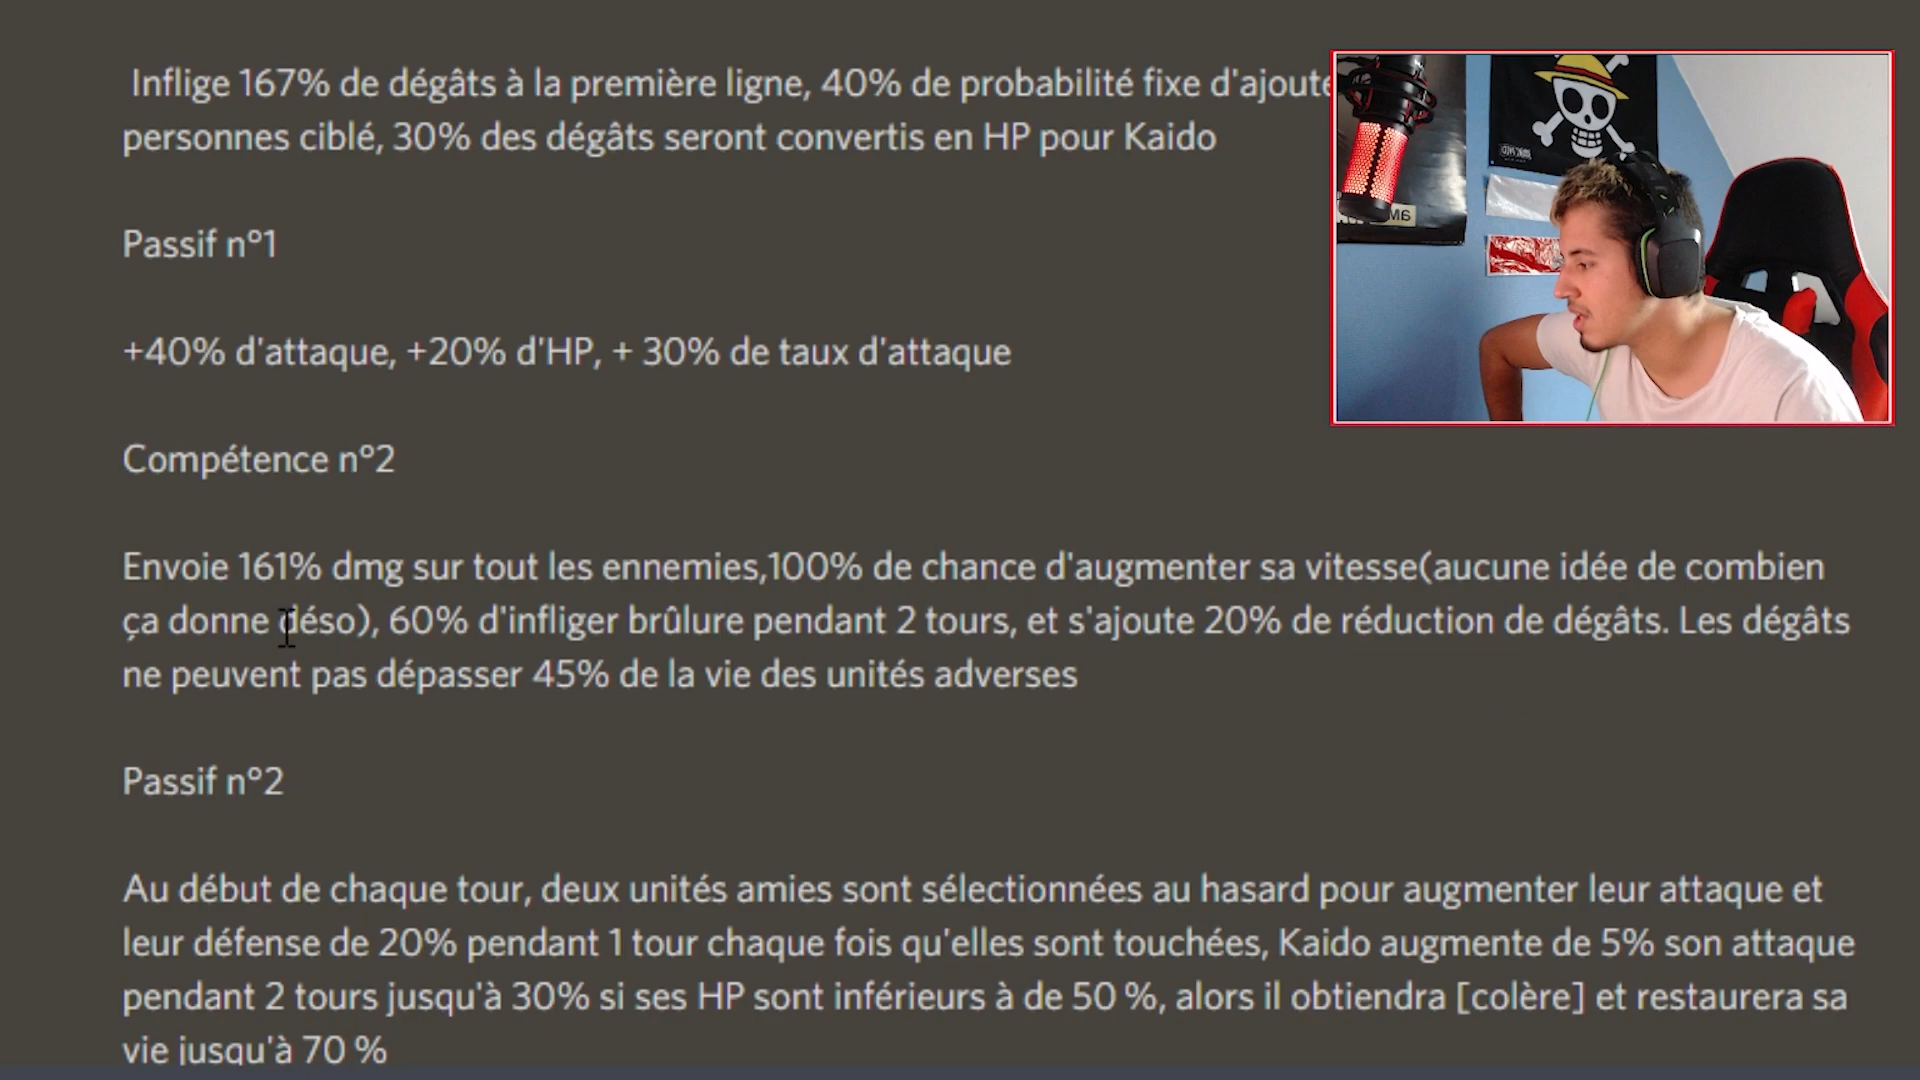 Inflige 167% de dégâts à la première ligne, 40% de probabilité fixe d'ajoute
personnes ciblé, 30% des dégâts seront convertis en HP pour Kaido
Passif n°1
+40% d'attaque, +20% d'HP, + 30% de taux d'attaque
Compétence n°2
Envoie 161% dmg sur tout les ennemies,100% de chance d'augmenter sa vitesse(aucune idée de combien
ça donne déso), 60% d'infliger brûlure pendant 2 tours, et s'ajoute 20% de réduction de dégâts. Les dégâts
ne peuvent pas dépasser 45% de la vie des unités adverses
Passif n°2
Au début de chaque tour, deux unités amies sont sélectionnées au hasard pour augmenter leur attaque et
leur défense de 20% pendant 1 tour chaque fois qu'elles sont touchées, Kaido augmente de 5% son attaque
pendant 2 tours jusqu'à 30% si ses HP sont inférieurs à de 50 %, alors il obtiendra [colère] et restaurera sa
vie jusqu'à 70 %